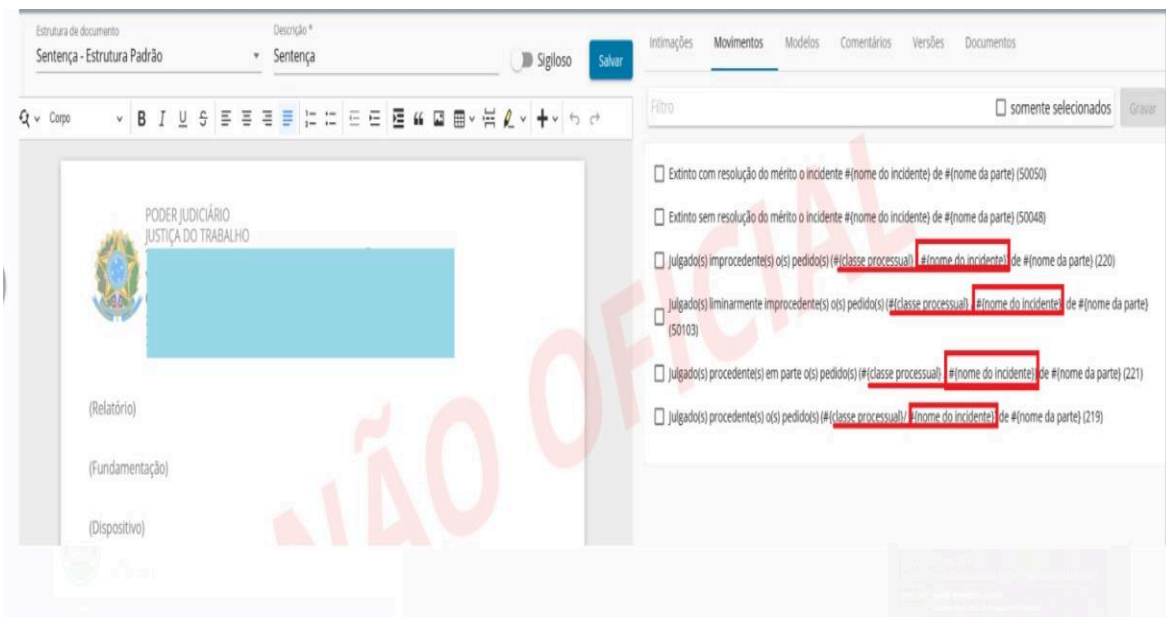 Estrutura de documento
Sentença - Estrutura Padrão
Descrição *
Sentença
Sigiloso
Salvar
Corpo
B I U S
PODER JUDICIÁRIO
JUSTIÇA DO TRABALHO
(Relatório)
(Fundamentação)
(Dispositivo)
Intimações Movimentos Modelos Comentários Versões Documentos
Filtro
somente selecionados
Gravar
Extinto com resolução do mérito o incidente #{nome do incidente} de #{nome da parte} (50050)
Extinto sem resolução do mérito o incidente #{nome do incidente} de #{nome da parte} (50048)
Julgado(s) improcedente(s) o(s) pedido(s) (#{classe processual} / #{nome do incidente}) de #{nome da parte} (220)
Julgado(s) liminarmente improcedente(s) o(s) pedido(s) (#{classe processual} / #{nome do incidente}) de #{nome da parte}
(50103)
Julgado(s) procedente(s) em parte o(s) pedido(s) (#{classe processual} / #{nome do incidente}) de #{nome da parte} (221)
Julgado(s) procedente(s) o(s) pedido(s) (#{classe processual}/ #{nome do incidente}) de #{nome da parte} (219)
NÃO OFICIAL